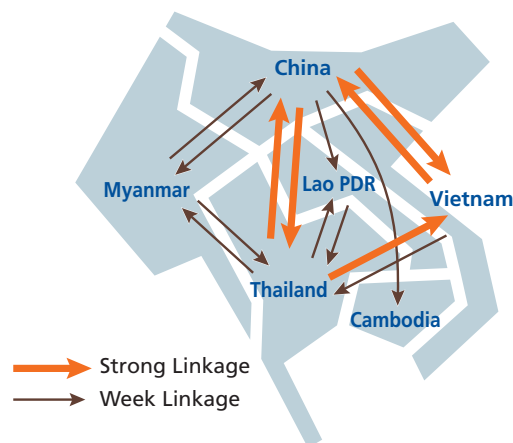 China
Lao PDR
Myanmar
Vietnam
Thailand
Cambodia
Strong Linkage
Week Linkage